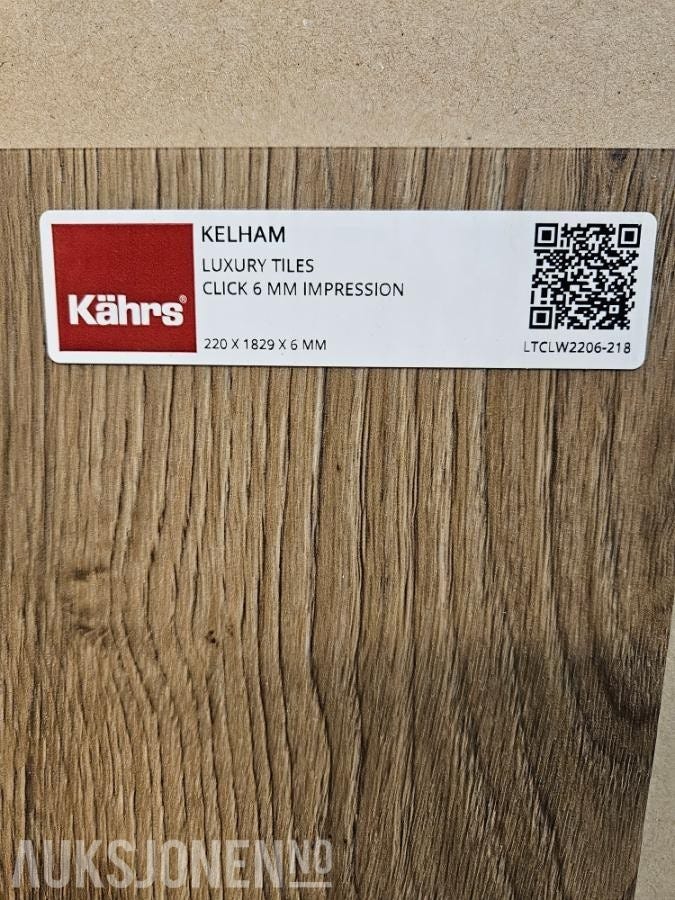 Kährs®
KELHAM
LUXURY TILES
CLICK 6 MM IMPRESSION
220 X 1829 X 6 MM
LTCLW2206-218
AUKSJONEN NO